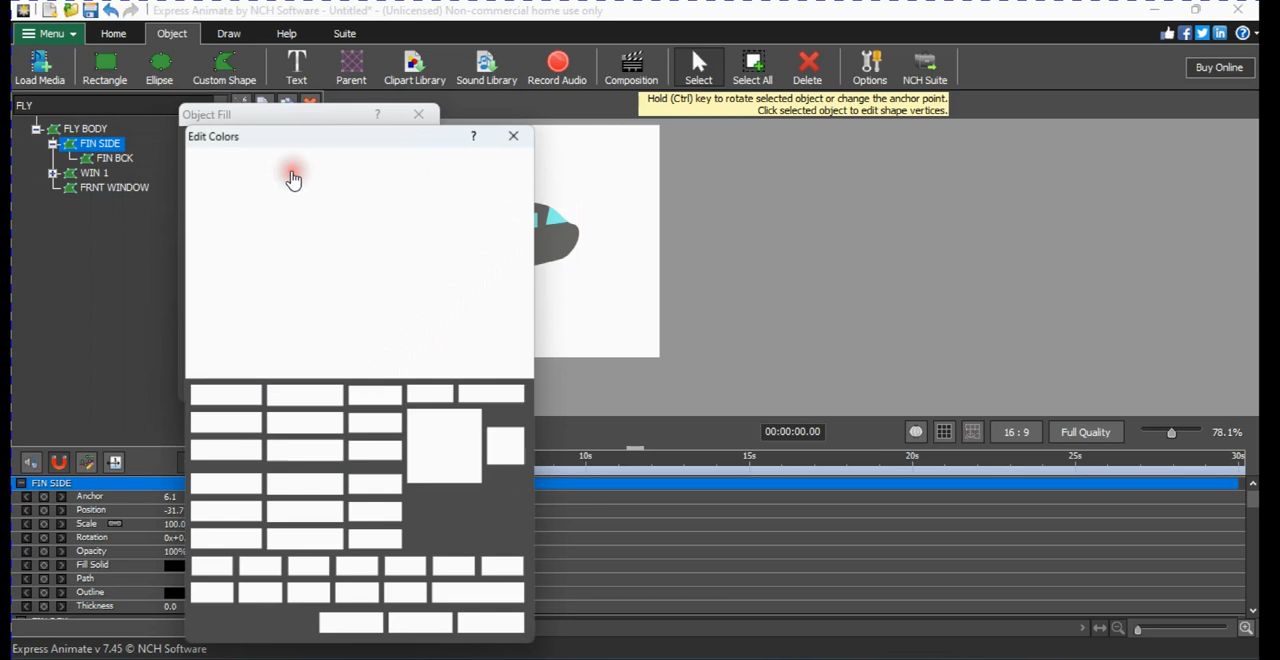 Express Animate by NCH Software - Untitled* - (Unlicensed) Non-commercial home use only
Menu Home Object Draw Help Suite
Load Media Rectangle Ellipse Custom Shape Text Parent Clipart Library Sound Library Record Audio Composition Select Select All Delete Options NCH Suite Buy Online
Hold (Ctrl) key to rotate selected object or change the anchor point.
Click selected object to edit shape vertices.
FLY
Object Fill ?
FLY BODY
Edit Colors ?
FIN SIDE
FIN BCK
WIN 1
FRNT WINDOW
00:00:00.00 16 : 9 Full Quality 78.1%
10s 15s 20s 25s 30s
FIN SIDE
Anchor 6.1
Position -31.7
Scale 100.0
Rotation 0x+0.
Opacity 100%
Fill Solid
Path
Outline
Thickness 0.0
Express Animate v 7.45 © NCH Software